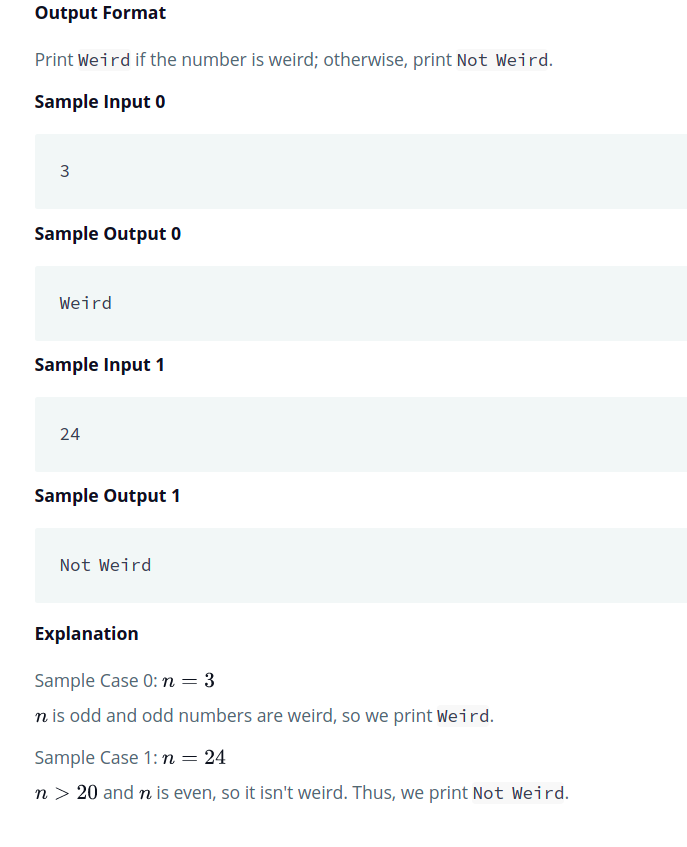 Output Format
Print Weird if the number is weird; otherwise, print Not Weird.
Sample Input 0
3
Sample Output 0
Weird
Sample Input 1
24
Sample Output 1
Not Weird
Explanation
Sample Case 0: n = 3
n is odd and odd numbers are weird, so we print Weird.
Sample Case 1: n = 24
n > 20 and n is even, so it isn't weird. Thus, we print Not Weird.